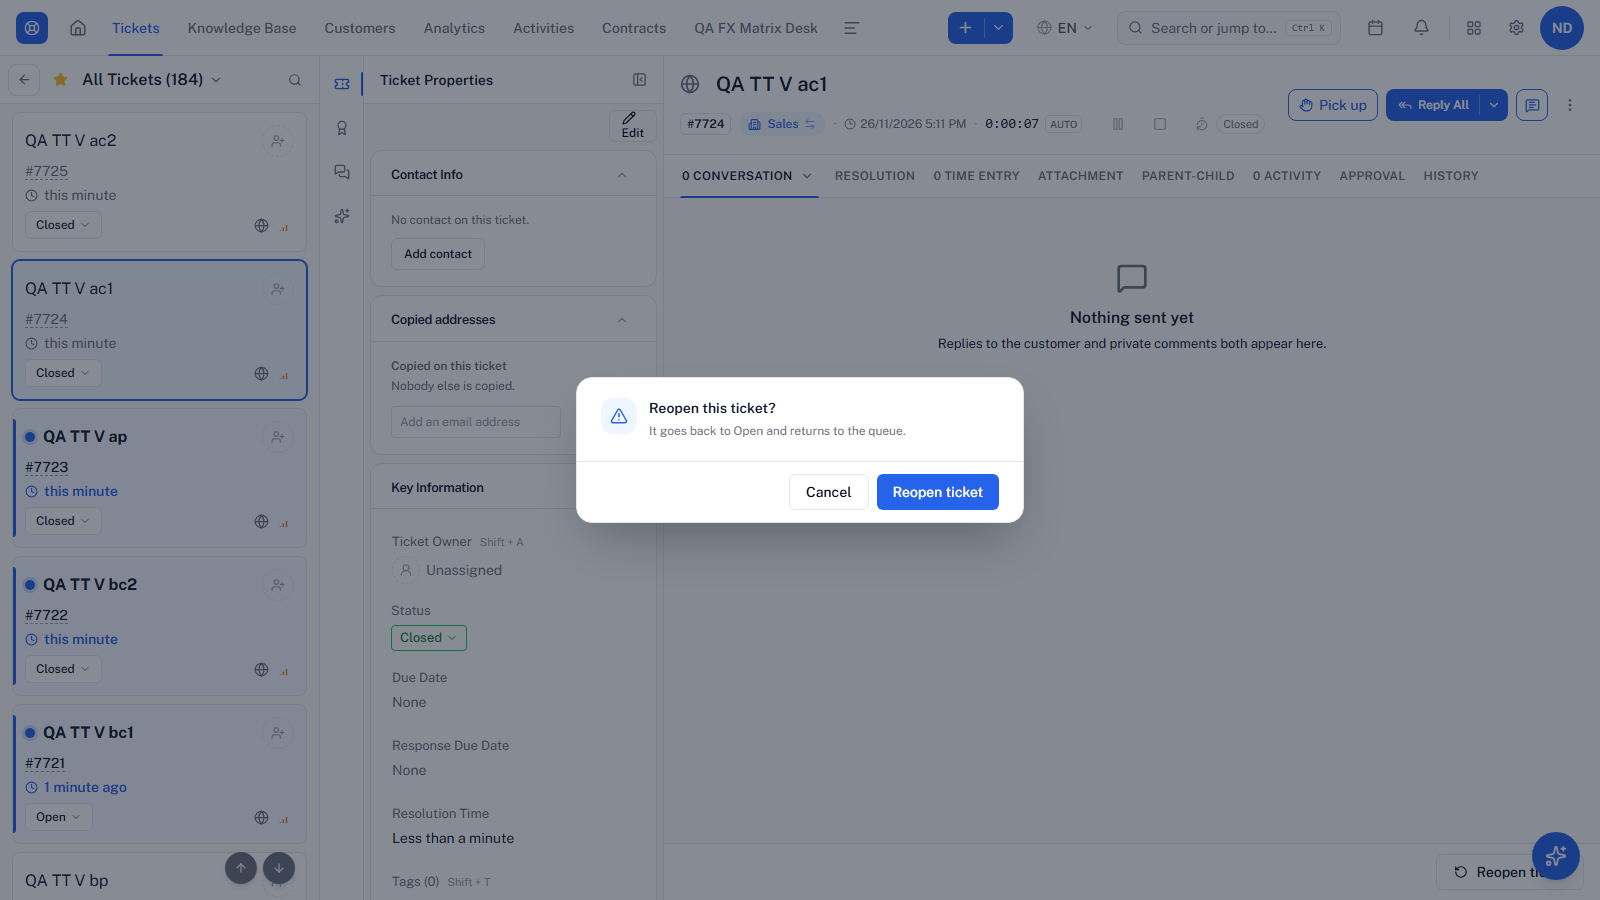 Tickets
Knowledge Base
Customers
Analytics
Activities
Contracts
QA FX Matrix Desk
EN
Search or jump to...
Ctrl K
ND
All Tickets (184)
QA TT V ac2
#7725
this minute
Closed
QA TT V ac1
#7724
this minute
Closed
QA TT V ap
#7723
this minute
Closed
QA TT V bc2
#7722
this minute
Closed
QA TT V bc1
#7721
1 minute ago
Open
QA TT V bp
Ticket Properties
Edit
Contact Info
No contact on this ticket.
Add contact
Copied addresses
Copied on this ticket
Nobody else is copied.
Add an email address
Key Information
Ticket Owner Shift + A
Unassigned
Status
Closed
Due Date
None
Response Due Date
None
Resolution Time
Less than a minute
Tags (0) Shift + T
QA TT V ac1
#7724
Sales
· 26/11/2026 5:11 PM · 0:00:07 AUTO
Closed
Pick up
Reply All
0 CONVERSATION
RESOLUTION
0 TIME ENTRY
ATTACHMENT
PARENT-CHILD
0 ACTIVITY
APPROVAL
HISTORY
Nothing sent yet
Replies to the customer and private comments both appear here.
Reopen this ticket?
It goes back to Open and returns to the queue.
Cancel
Reopen ticket
Reopen